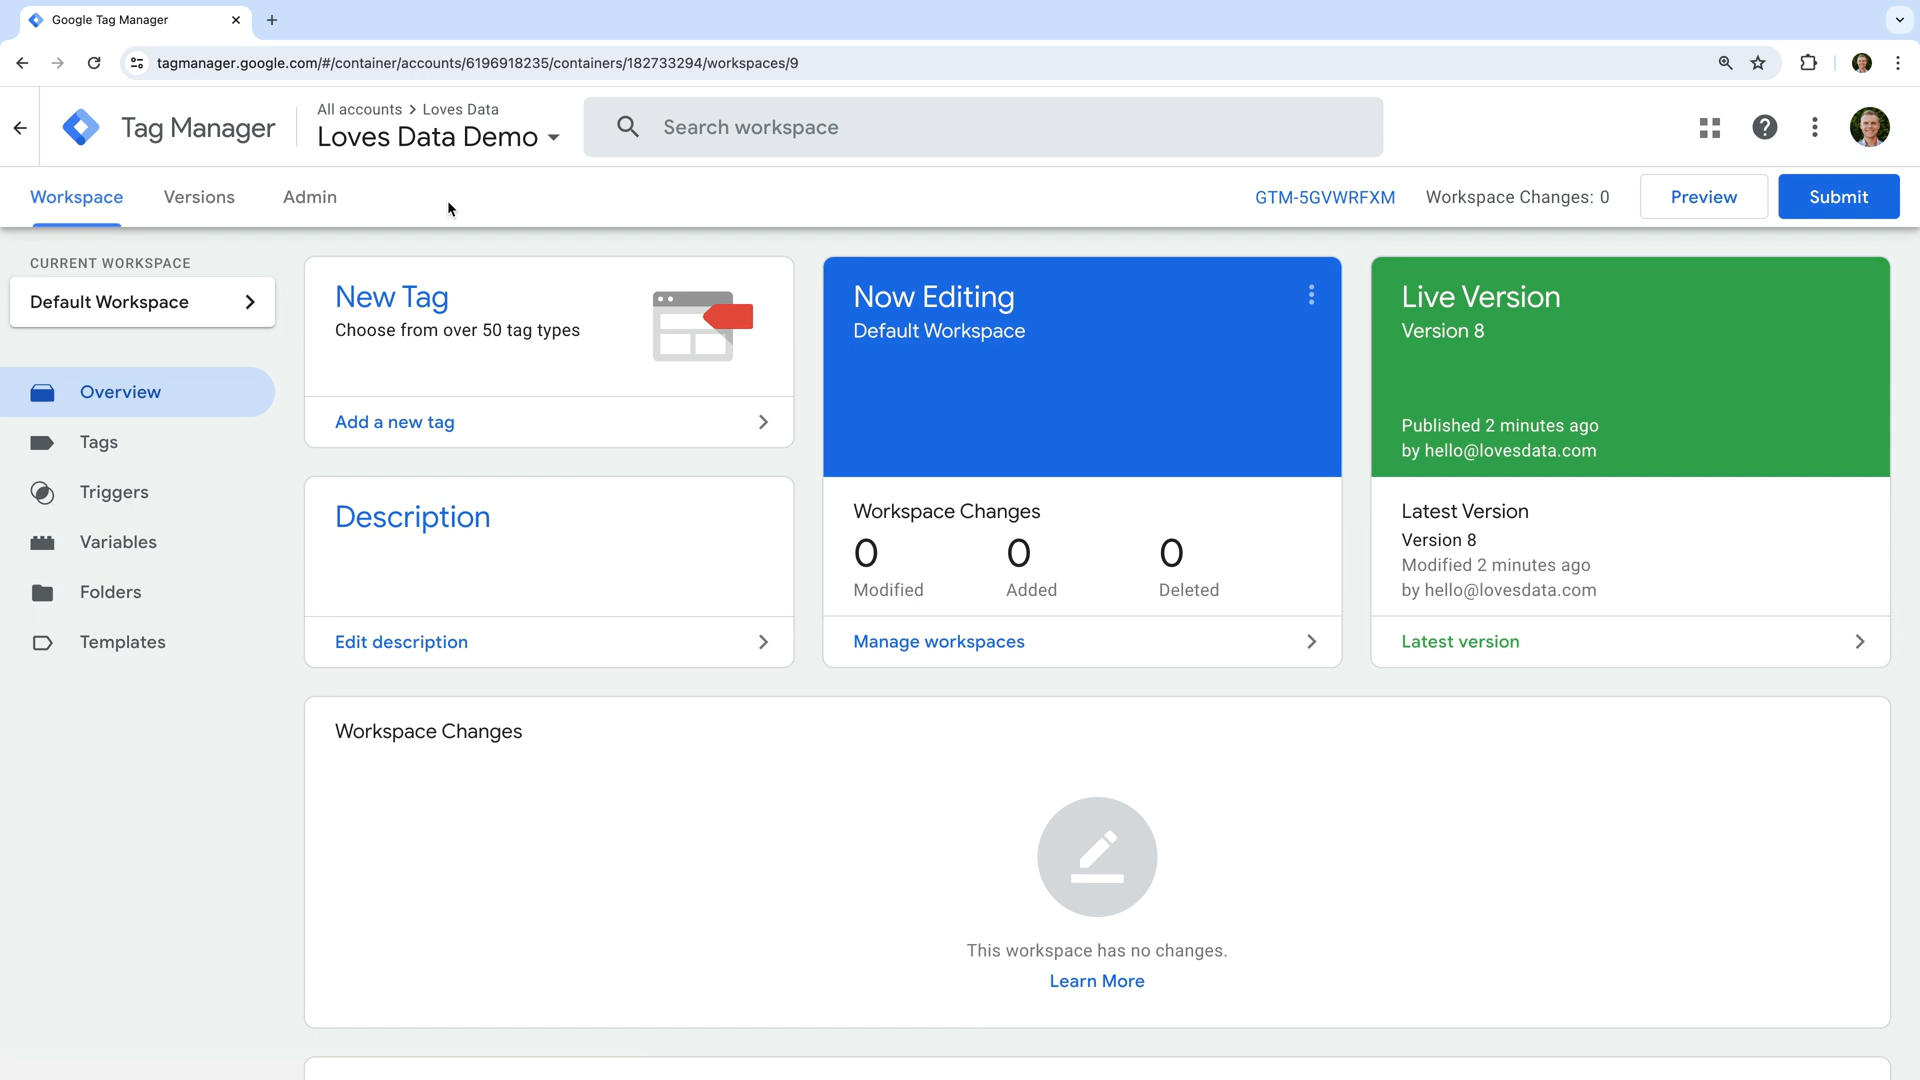 Google Tag Manager
tagmanager.google.com/#/container/accounts/6196918235/containers/182733294/workspaces/9
Tag Manager
All accounts > Loves Data
Loves Data Demo
Search workspace
Workspace
Versions
Admin
GTM-5GVWRFXM
Workspace Changes: 0
Preview
Submit
CURRENT WORKSPACE
Default Workspace
Overview
Tags
Triggers
Variables
Folders
Templates
New Tag
Choose from over 50 tag types
Add a new tag
Description
Edit description
Now Editing
Default Workspace
Workspace Changes
0 0 0
Modified Added Deleted
Manage workspaces
Live Version
Version 8
Published 2 minutes ago
by hello@lovesdata.com
Latest Version
Version 8
Modified 2 minutes ago
by hello@lovesdata.com
Latest version
Workspace Changes
This workspace has no changes.
Learn More